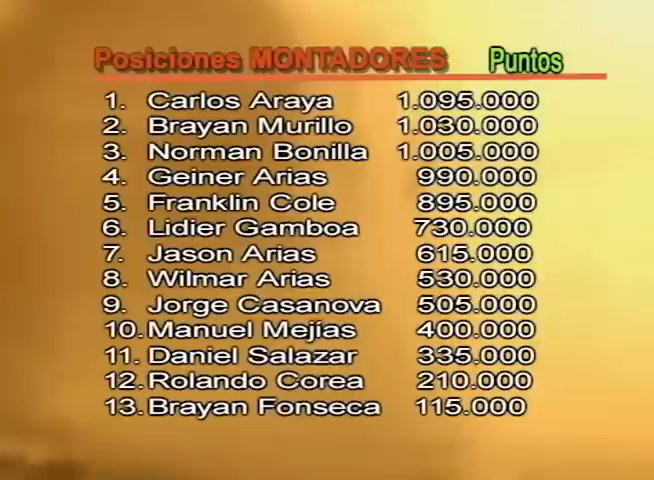 Posiciones MONTADORES Puntos
1. Carlos Araya 1.095.000
2. Brayan Murillo 1.030.000
3. Norman Bonilla 1.005.000
4. Geiner Arias 990.000
5. Franklin Cole 895.000
6. Lidier Gamboa 730.000
7. Jason Arias 615.000
8. Wilmar Arias 530.000
9. Jorge Casanova 505.000
10. Manuel Mejías 400.000
11. Daniel Salazar 335.000
12. Rolando Corea 210.000
13. Brayan Fonseca 115.000